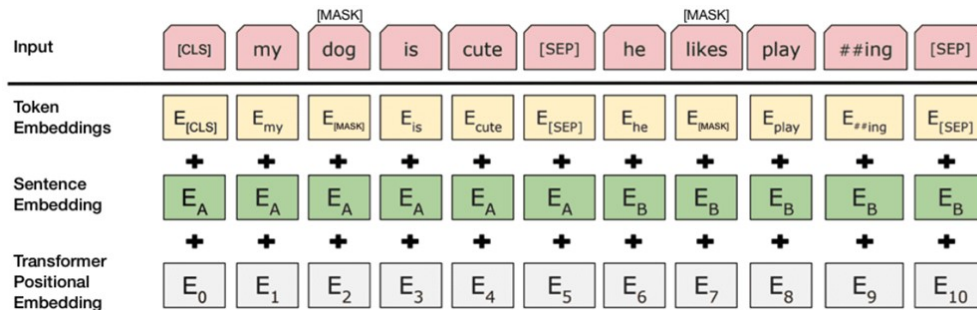 [MASK] [MASK]
Input [CLS] my dog is cute [SEP] he likes play ##ing [SEP]
Token
Embeddings E[CLS] Emy E[MASK] Eis Ecute E[SEP] Ehe E[MASK] Eplay E##ing E[SEP]
+ + + + + + + + + + +
Sentence
Embedding EA EA EA EA EA EA EB EB EB EB EB
+ + + + + + + + + + +
Transformer
Positional
Embedding E0 E1 E2 E3 E4 E5 E6 E7 E8 E9 E10